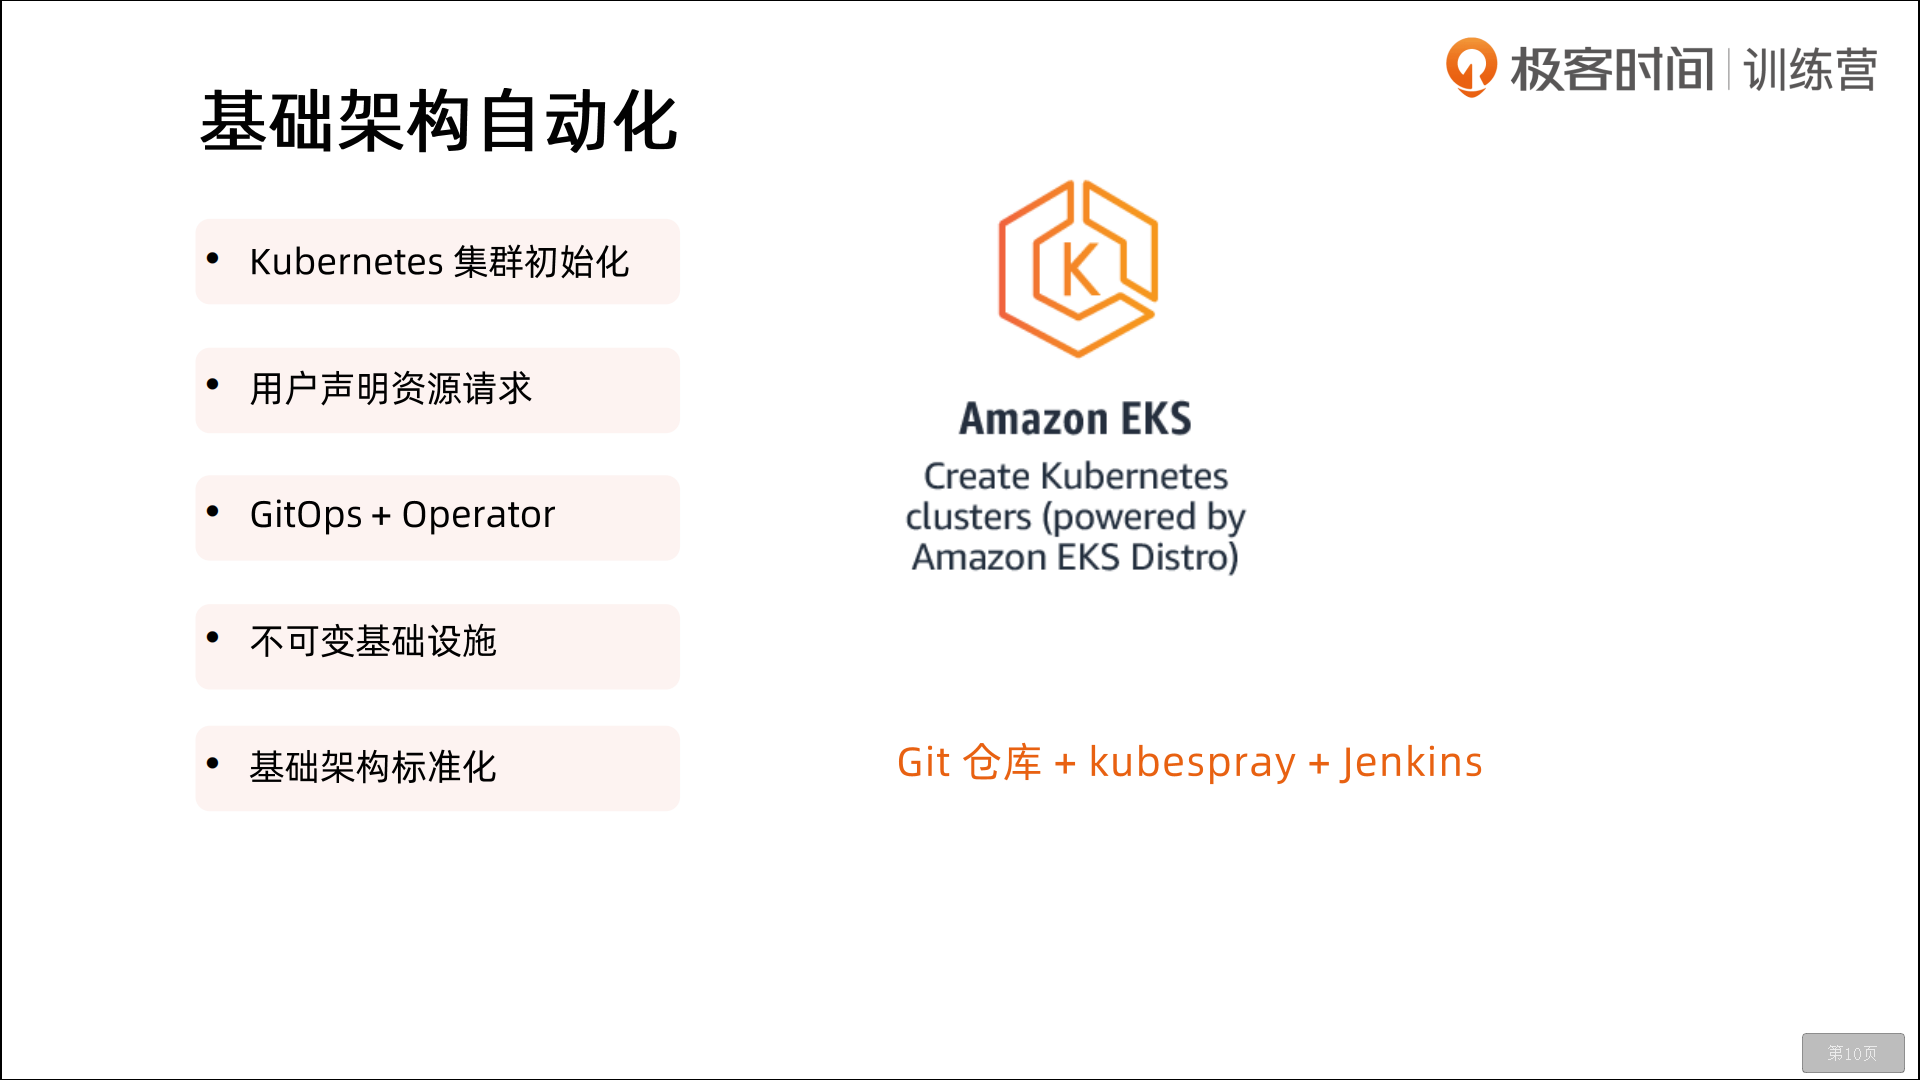 极客时间 训练营
基础架构自动化
• Kubernetes 集群初始化
• 用户声明资源请求
• GitOps + Operator
• 不可变基础设施
• 基础架构标准化
K
Amazon EKS
Create Kubernetes
clusters (powered by
Amazon EKS Distro)
Git 仓库 + kubespray + Jenkins
第10页